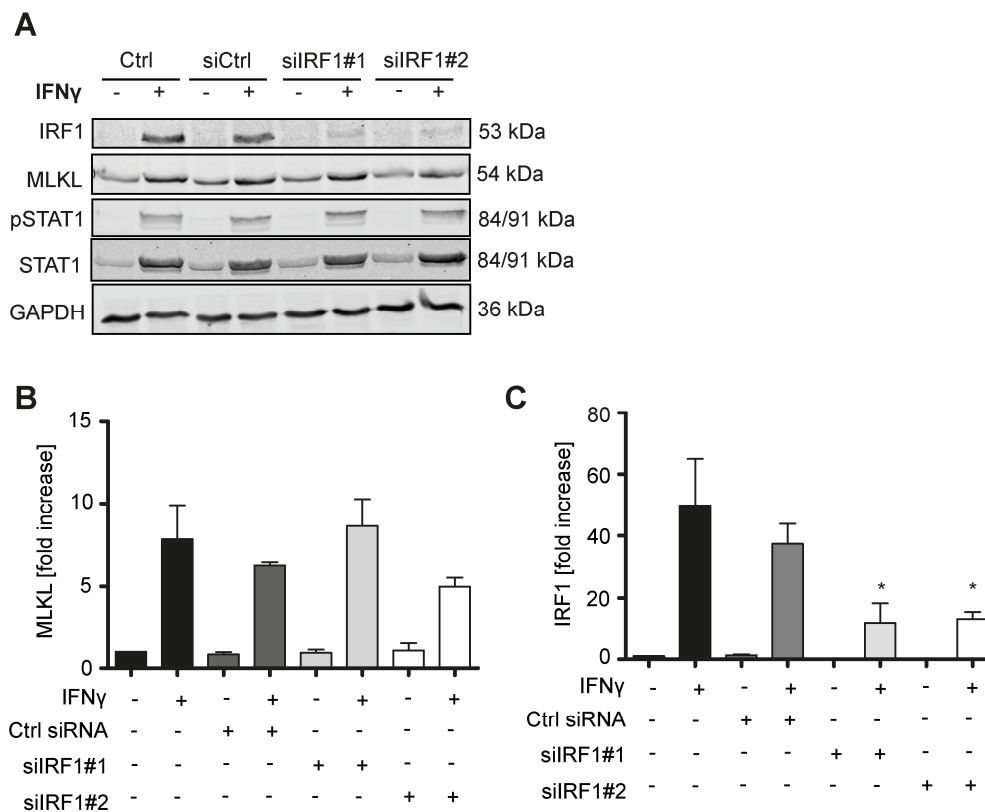 A
Ctrl siCtrl siIRF1#1 siIRF1#2
IFNγ - + - + - + - +
IRF1 53 kDa
MLKL 54 kDa
pSTAT1 84/91 kDa
STAT1 84/91 kDa
GAPDH 36 kDa
B
MLKL [fold increase]
15
10
5
0
IFNγ - + - + - + - +
Ctrl siRNA - - + + - - - -
siIRF1#1 - - - - + + - -
siIRF1#2 - - - - - - + +
C
IRF1 [fold increase]
80
60
40
20
0
* *
IFNγ - + - + - + - +
Ctrl siRNA - - + + - - - -
siIRF1#1 - - - - + + - -
siIRF1#2 - - - - - - + +